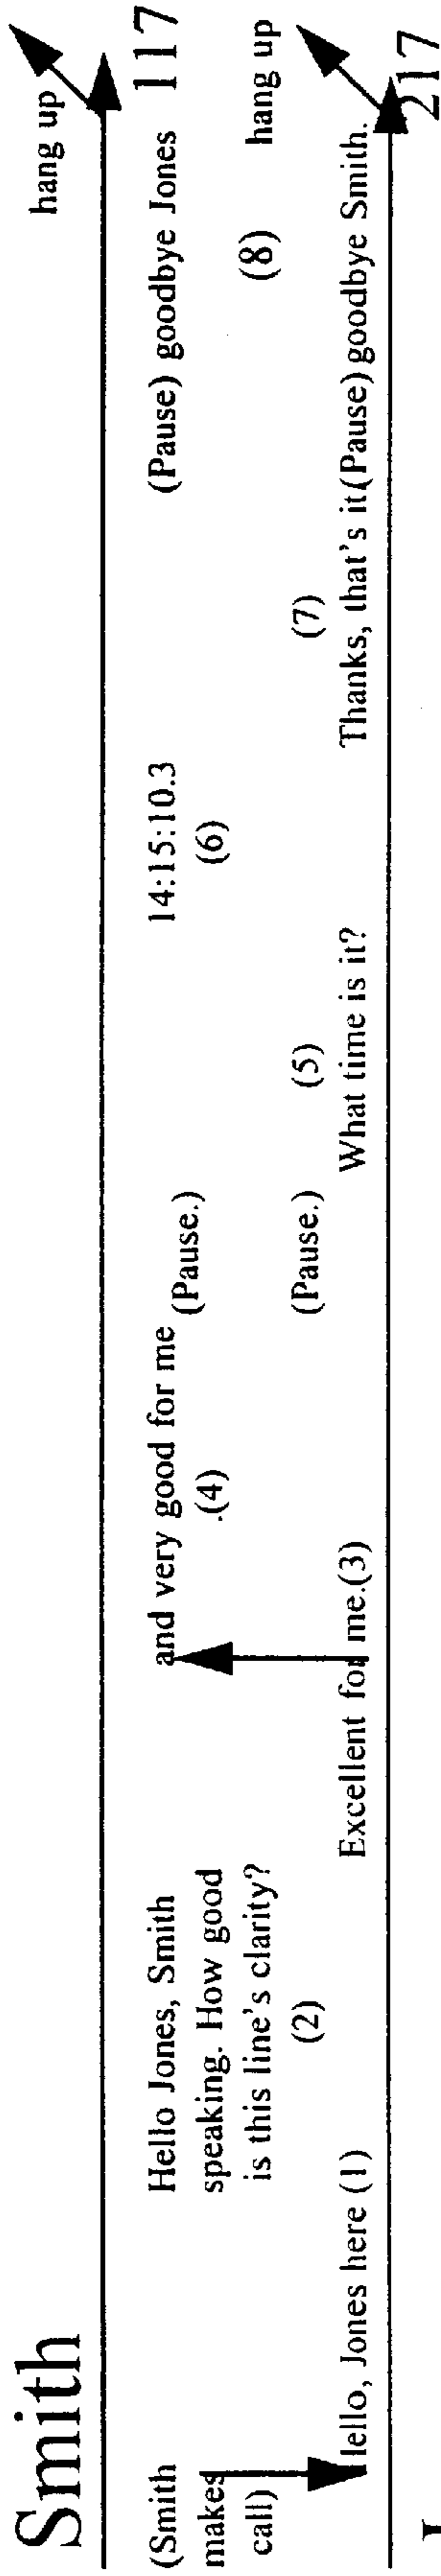 Smith
hang up
117
(Smith
makes
call)
Hello Jones, Smith
speaking. How good
is this line's clarity?
(2)
and very good for me
.(4)
(Pause.)
14:15:10.3
(6)
(Pause) goodbye Jones
(8)
hang up
Hello, Jones here (1)
Excellent for me.(3)
(Pause.)
(5)
What time is it?
(7)
Thanks, that's it(Pause)goodbye Smith.
217